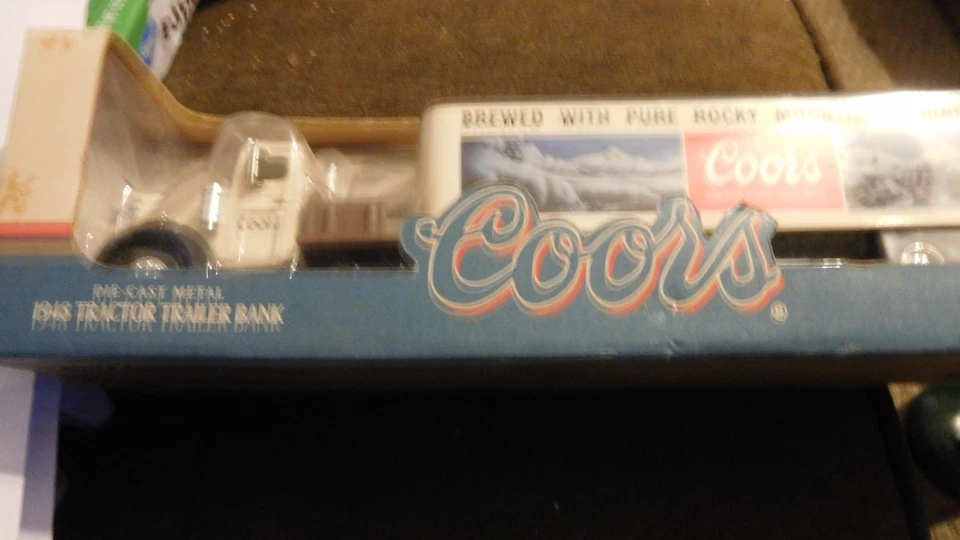 BREWED WITH PURE ROCKY
Coors
Coors
Coors®
DIE-CAST METAL
1948 TRACTOR TRAILER BANK